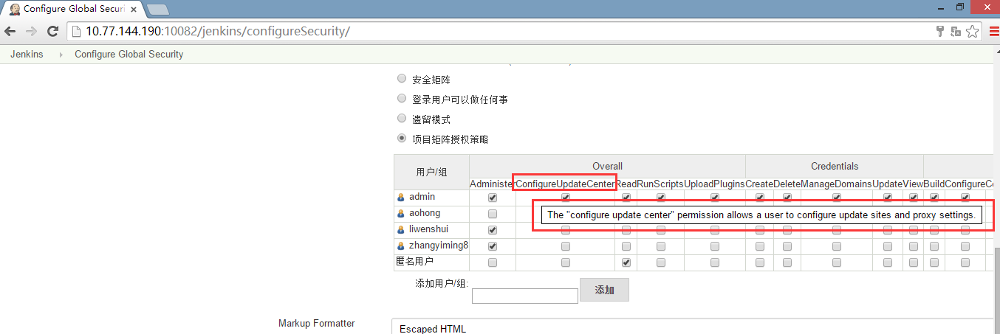 Configure Global Securi
10.77.144.190:10082/jenkins/configureSecurity/
Jenkins Configure Global Security
安全矩阵
登录用户可以做任何事
遗留模式
项目矩阵授权策略
用户/组 Overall Credentials
Administer ConfigureUpdateCenter Read RunScripts UploadPlugins Create Delete ManageDomains Update View Build Configure C
admin
aohong
The "configure update center" permission allows a user to configure update sites and proxy settings.
liwenshui
zhangyiming8
匿名用户
添加用户/组: 添加
Markup Formatter
Escaped HTML